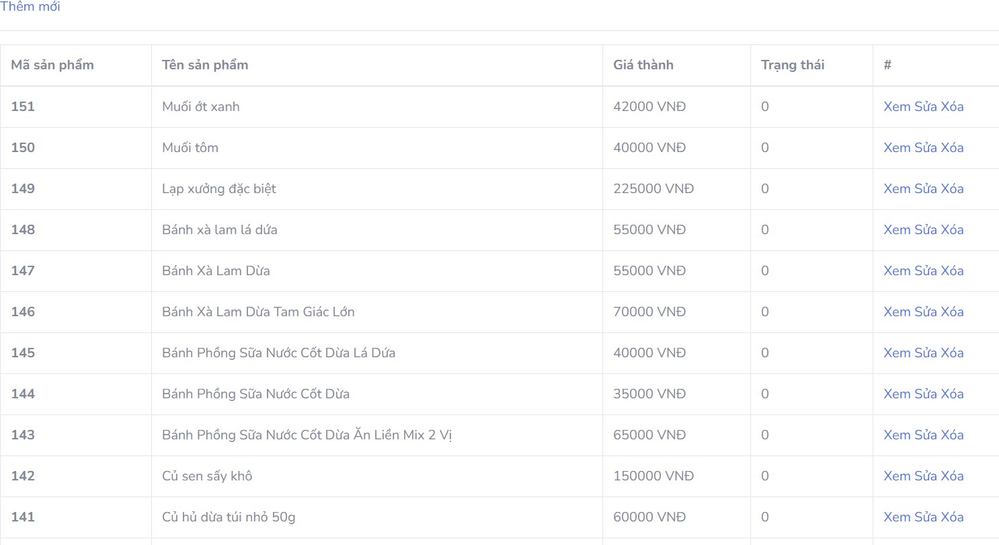 Thêm mới
Mã sản phẩm Tên sản phẩm Giá thành Trạng thái #
151 Muối ớt xanh 42000 VNĐ 0 Xem Sửa Xóa
150 Muối tôm 40000 VNĐ 0 Xem Sửa Xóa
149 Lạp xưởng đặc biệt 225000 VNĐ 0 Xem Sửa Xóa
148 Bánh xà lam lá dứa 55000 VNĐ 0 Xem Sửa Xóa
147 Bánh Xà Lam Dừa 55000 VNĐ 0 Xem Sửa Xóa
146 Bánh Xà Lam Dừa Tam Giác Lớn 70000 VNĐ 0 Xem Sửa Xóa
145 Bánh Phồng Sữa Nước Cốt Dừa Lá Dứa 40000 VNĐ 0 Xem Sửa Xóa
144 Bánh Phồng Sữa Nước Cốt Dừa 35000 VNĐ 0 Xem Sửa Xóa
143 Bánh Phồng Sữa Nước Cốt Dừa Ăn Liền Mix 2 Vị 65000 VNĐ 0 Xem Sửa Xóa
142 Củ sen sấy khô 150000 VNĐ 0 Xem Sửa Xóa
141 Củ hủ dừa túi nhỏ 50g 60000 VNĐ 0 Xem Sửa Xóa